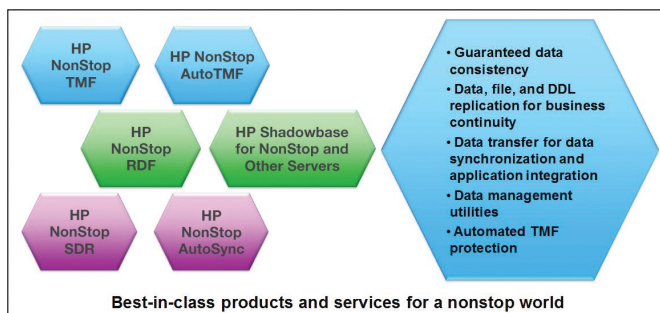 HP
NonStop
TMF
HP NonStop
AutoTMF
HP
NonStop
RDF
HP Shadowbase
for NonStop and
Other Servers
HP
NonStop
SDR
HP
NonStop
AutoSync
• Guaranteed data
consistency
• Data, file, and DDL
replication for business
continuity
• Data transfer for data
synchronization and
application integration
• Data management
utilities
• Automated TMF
protection
Best-in-class products and services for a nonstop world